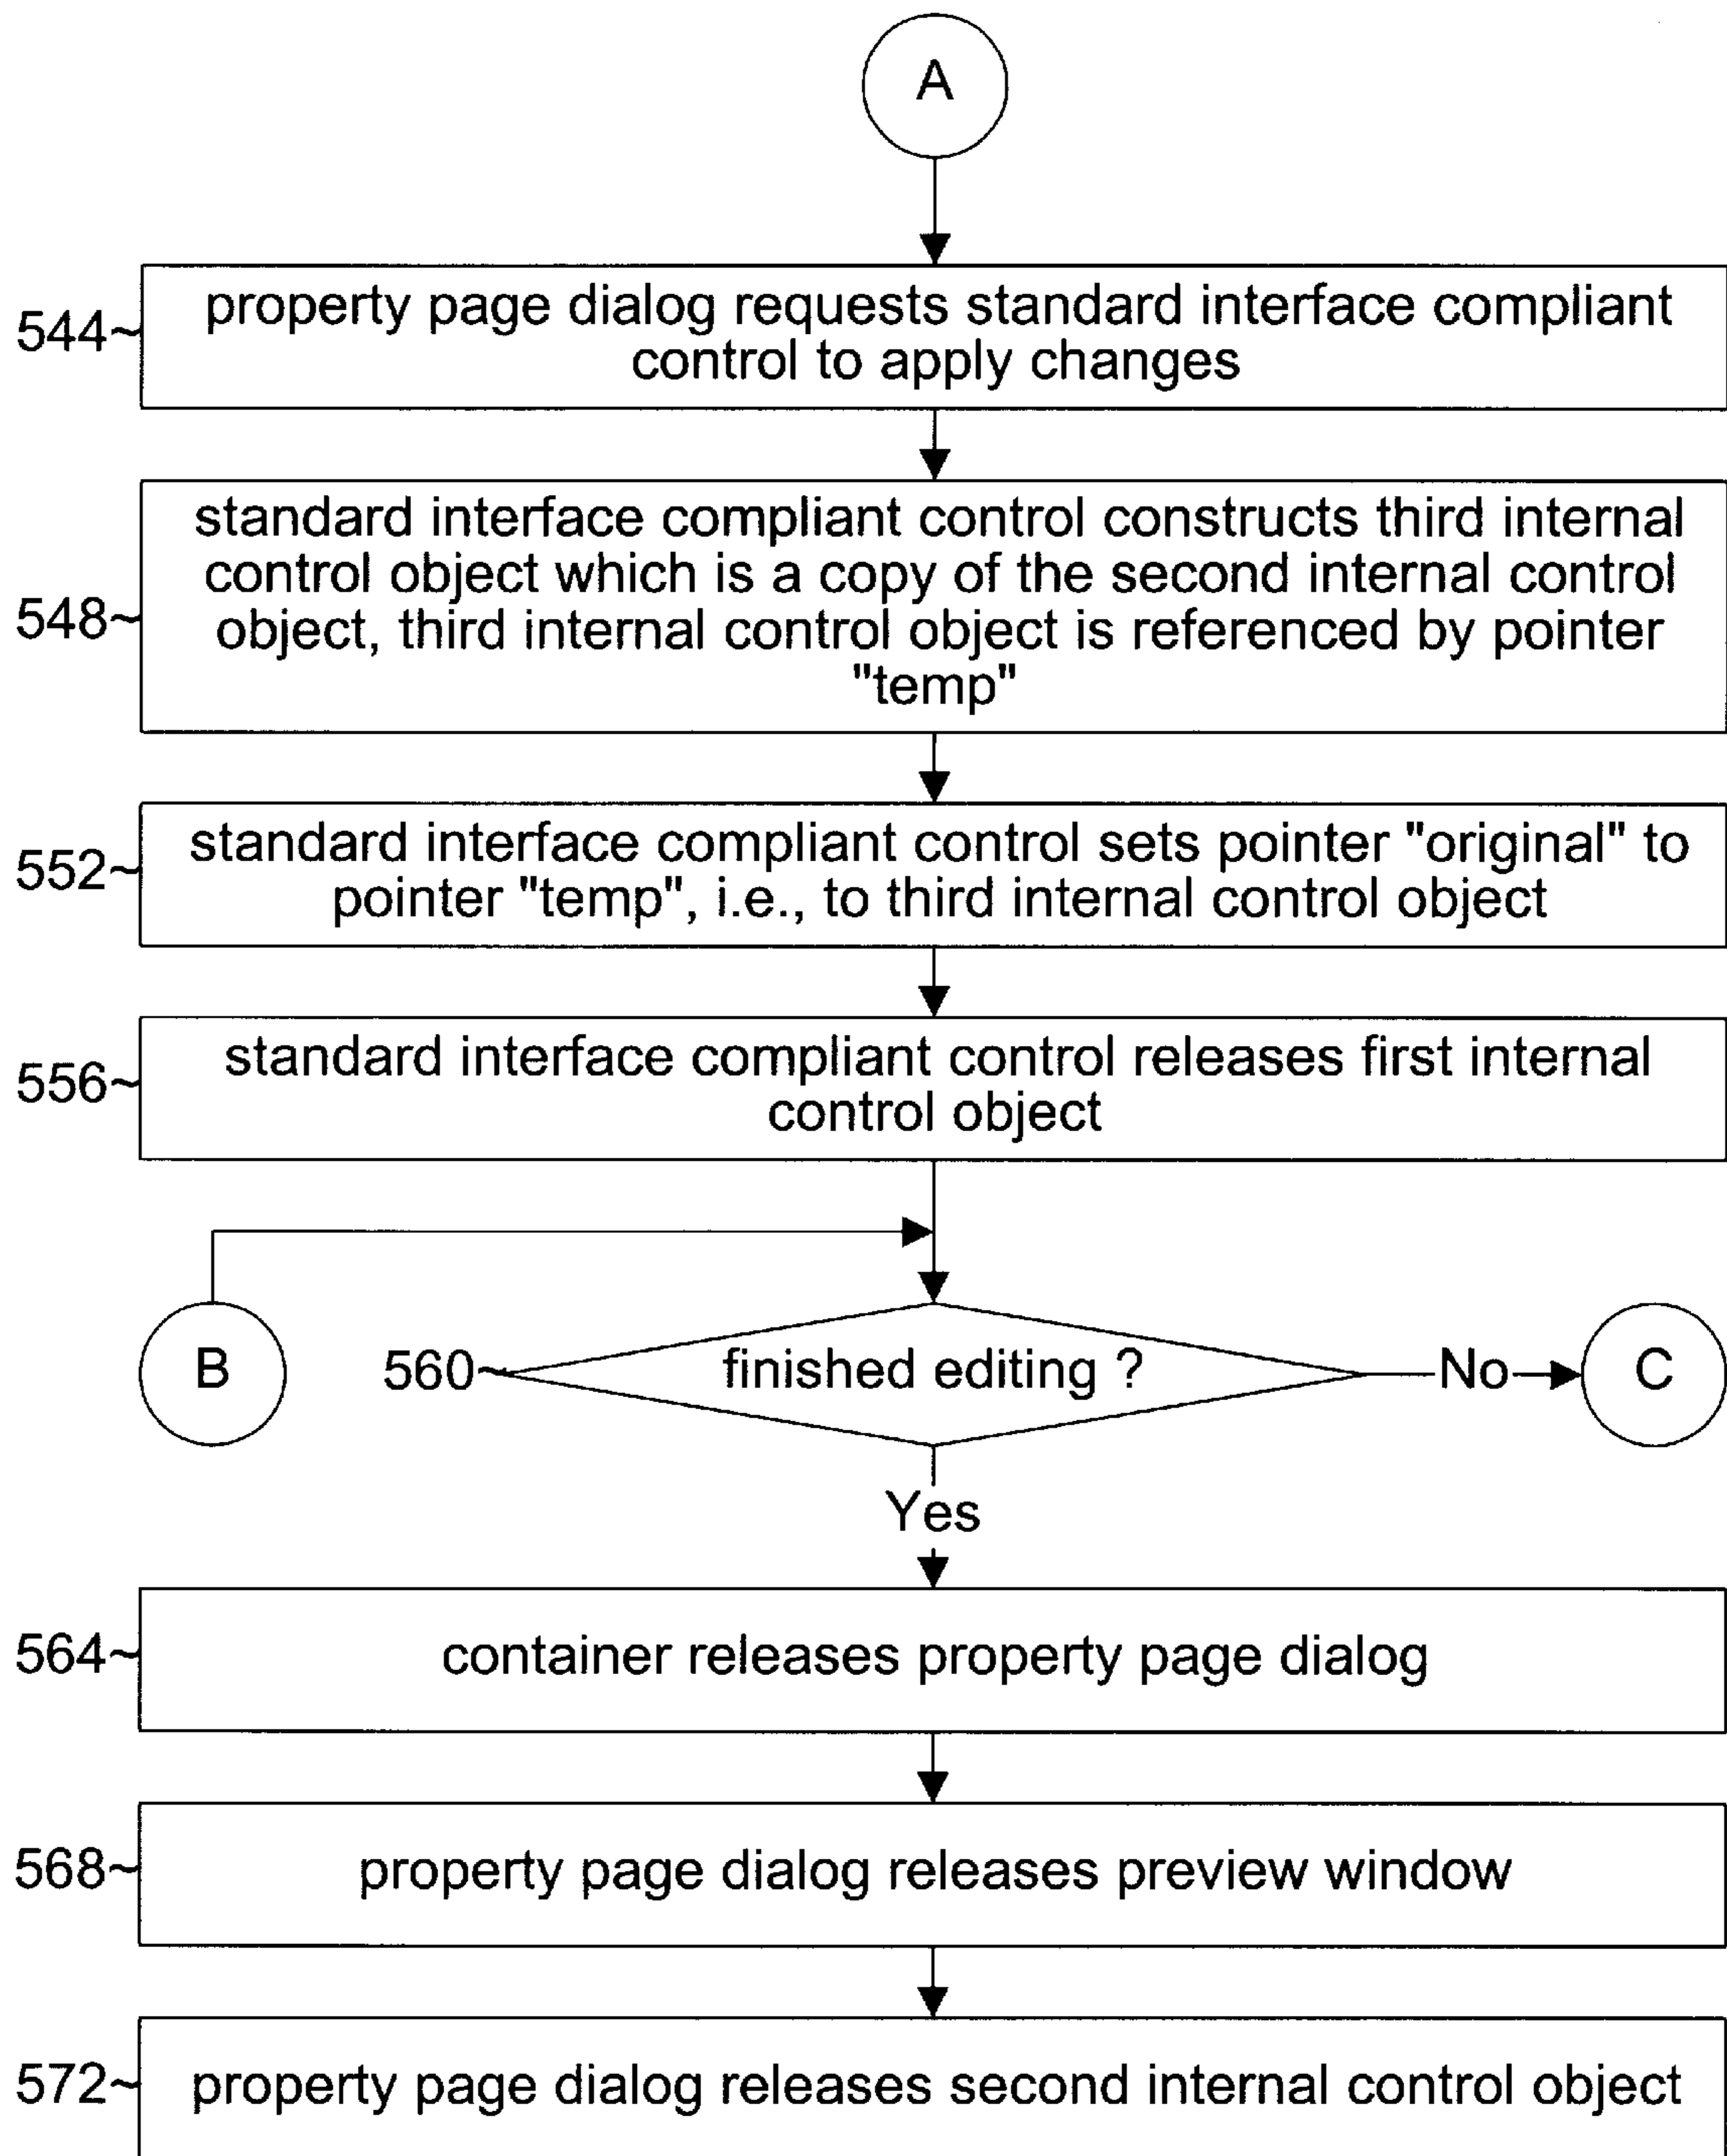 A
544~
property page dialog requests standard interface compliant
control to apply changes
548~
standard interface compliant control constructs third internal
control object which is a copy of the second internal control
object, third internal control object is referenced by pointer
"temp"
552~
standard interface compliant control sets pointer "original" to
pointer "temp", i.e., to third internal control object
556~
standard interface compliant control releases first internal
control object
B
560~
finished editing ?
No
C
Yes
564~
container releases property page dialog
568~
property page dialog releases preview window
572~
property page dialog releases second internal control object